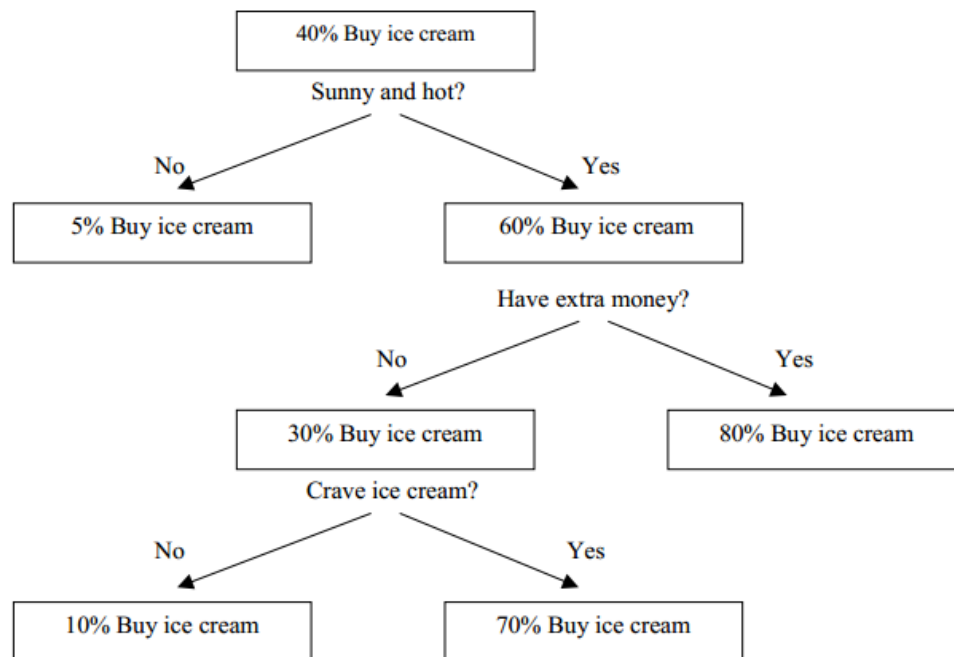 40% Buy ice cream
Sunny and hot?
No
Yes
5% Buy ice cream
60% Buy ice cream
Have extra money?
No
Yes
30% Buy ice cream
80% Buy ice cream
Crave ice cream?
No
Yes
10% Buy ice cream
70% Buy ice cream